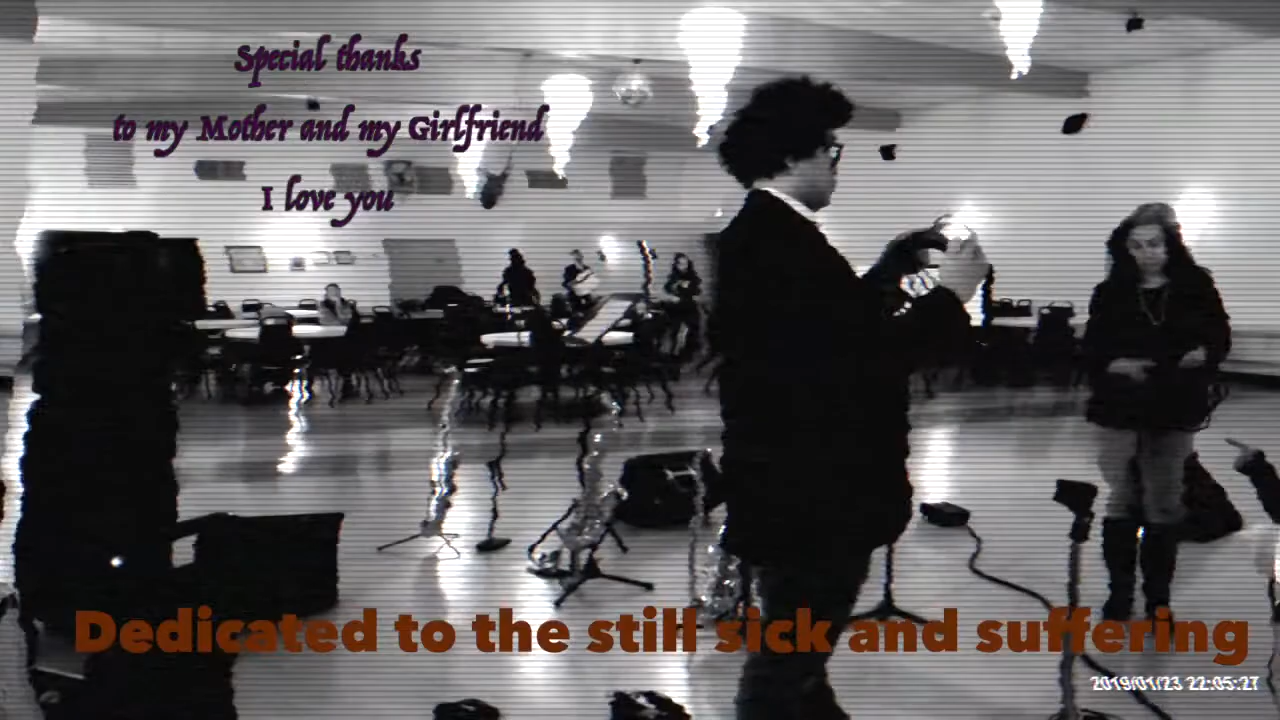 Special thanks
to my Mother and my Girlfriend
I love you
Dedicated to the still sick and suffering
2019/01/23 22:05:27